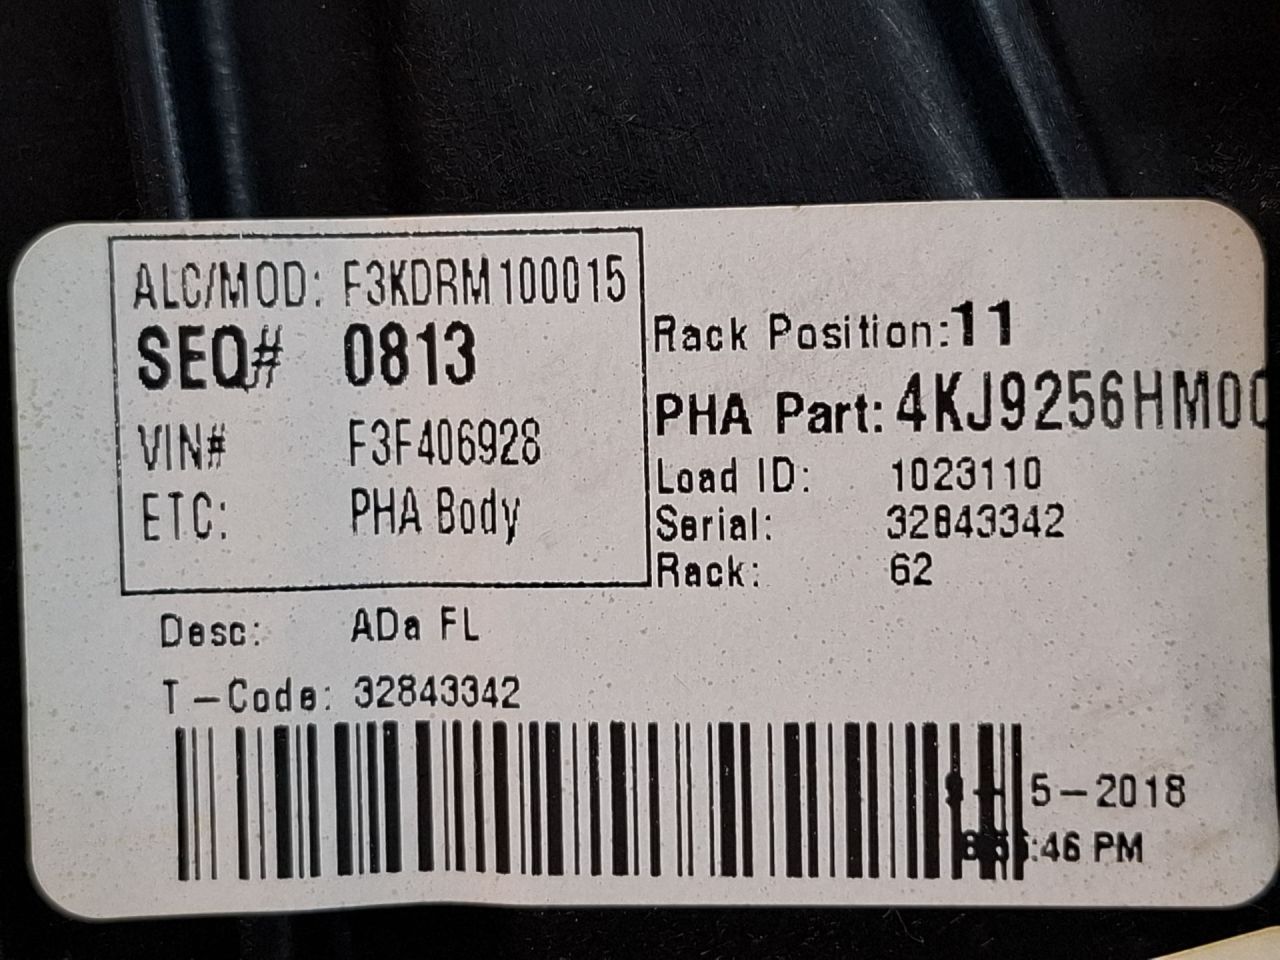 ALC/MOD: F3KDRM100015
SEQ# 0813
VIN# F3F406928
ETC: PHA Body
Rack Position:11
PHA Part: 4KJ9256HM00
Load ID: 1023110
Serial: 32843342
Rack: 62
Desc: ADa FL
T-Code: 32843342
5-2018
:46 PM